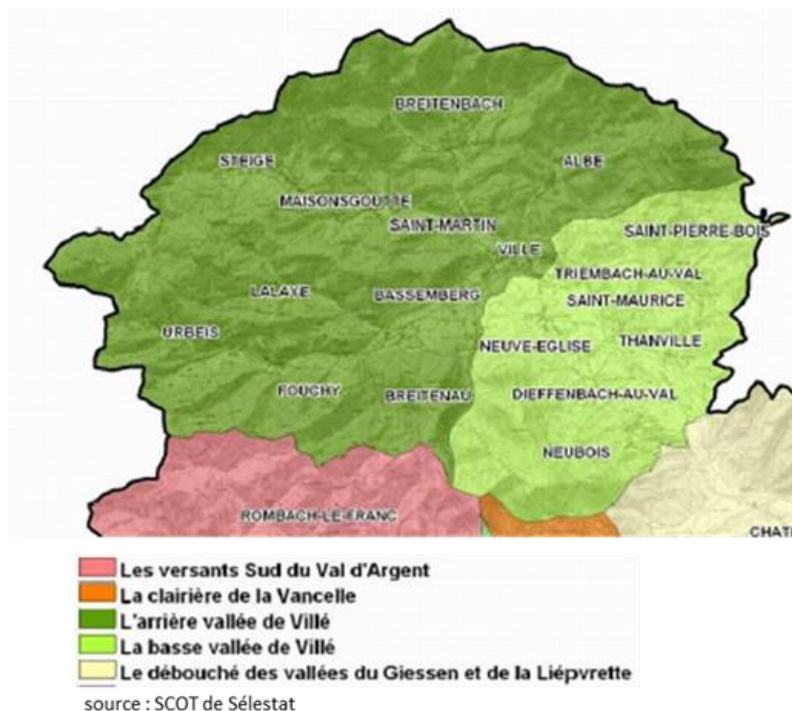 BREITENBACH
STEIGE
ALBE
MAISONSGOUTTE
SAINT-MARTIN
SAINT-PIERRE-BOIS
VILLE
TRIEMBACH-AU-VAL
LALAYE
BASSEMBERG
SAINT-MAURICE
URBEIS
NEUVE-EGLISE
THANVILLE
FOUCHY
BREITENAU
DIEFFENBACH-AU-VAL
NEUBOIS
ROMBACH-LE-FRANC
CHAT
Les versants Sud du Val d'Argent
La clairière de la Vancelle
L'arrière vallée de Villé
La basse vallée de Villé
Le débouché des vallées du Giessen et de la Liépvrette
source : SCOT de Sélestat